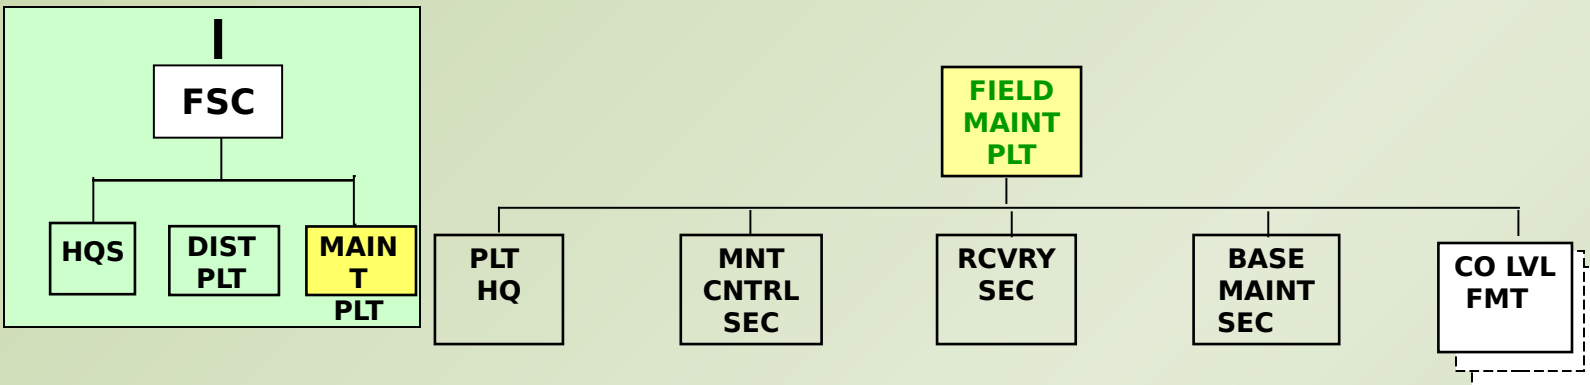 I
FSC
HQS
DIST
PLT
MAIN
T
PLT
FIELD
MAINT
PLT
PLT
HQ
MNT
CNTRL
SEC
RCVRY
SEC
BASE
MAINT
SEC
CO LVL
FMT